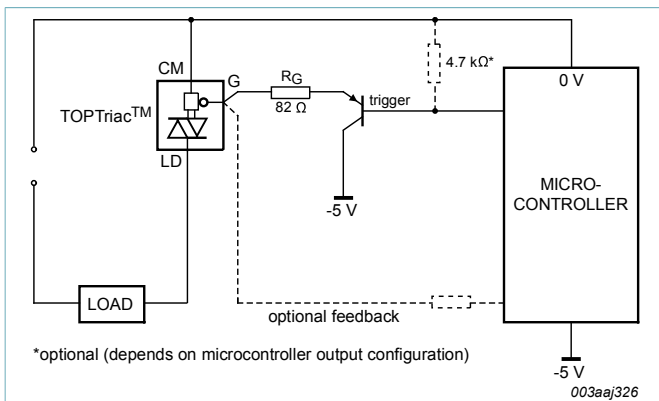 4.7 kΩ*
CM
0 V
G
RG
TOPTriac™
82 Ω
trigger
LD
MICRO-
CONTROLLER
-5 V
LOAD
optional feedback
*optional (depends on microcontroller output configuration)
-5 V
003aaj326